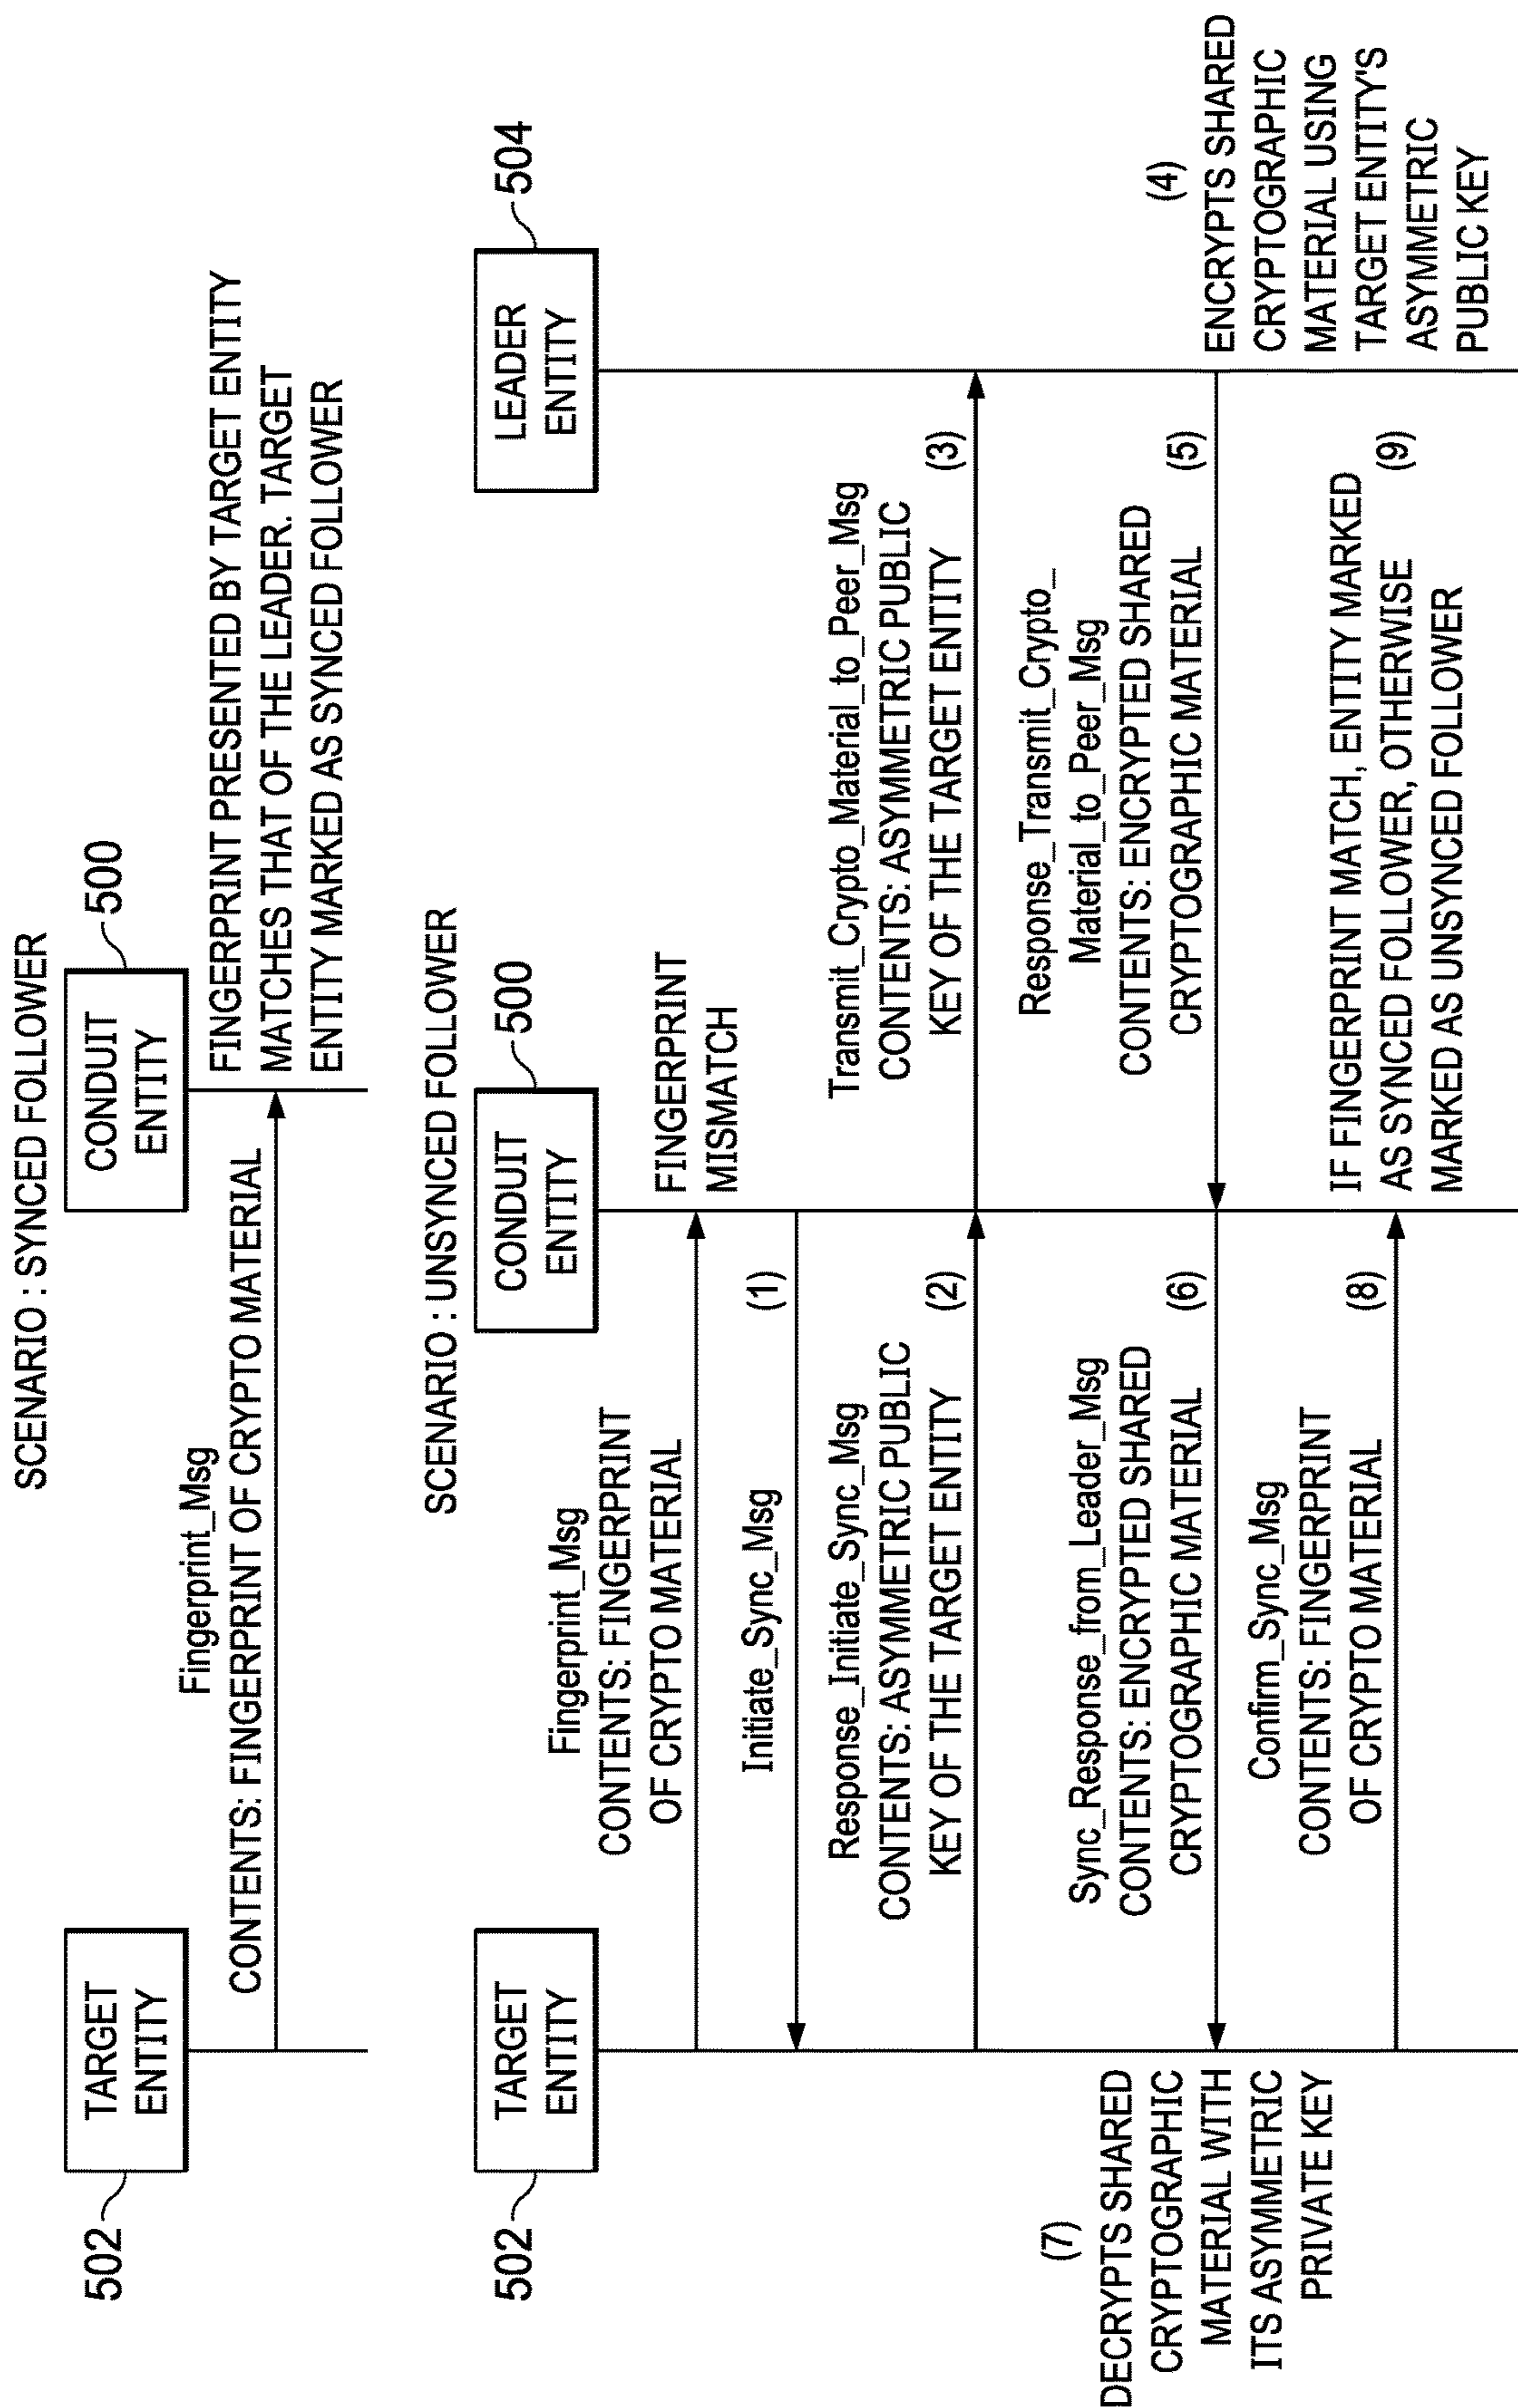 SCENARIO : SYNCED FOLLOWER
502
TARGET
ENTITY
Fingerprint_Msg
CONTENTS: FINGERPRINT OF CRYPTO MATERIAL
CONDUIT
ENTITY
500
FINGERPRINT PRESENTED BY TARGET ENTITY
MATCHES THAT OF THE LEADER. TARGET
ENTITY MARKED AS SYNCED FOLLOWER
SCENARIO : UNSYNCED FOLLOWER
502
TARGET
ENTITY
CONDUIT
ENTITY
500
LEADER
ENTITY
504
Fingerprint_Msg
CONTENTS: FINGERPRINT
OF CRYPTO MATERIAL
FINGERPRINT
MISMATCH
Initiate_Sync_Msg
(1)
Response_Initiate_Sync_Msg
CONTENTS: ASYMMETRIC PUBLIC
KEY OF THE TARGET ENTITY
(2)
Transmit_Crypto_Material_to_Peer_Msg
CONTENTS: ASYMMETRIC PUBLIC
KEY OF THE TARGET ENTITY
(3)
(4)
ENCRYPTS SHARED
CRYPTOGRAPHIC
MATERIAL USING
TARGET ENTITY'S
ASYMMETRIC
PUBLIC KEY
Response_Transmit_Crypto_
Material_to_Peer_Msg
CONTENTS: ENCRYPTED SHARED
CRYPTOGRAPHIC MATERIAL
(5)
Sync_Response_from_Leader_Msg
CONTENTS: ENCRYPTED SHARED
CRYPTOGRAPHIC MATERIAL
(6)
(7)
DECRYPTS SHARED
CRYPTOGRAPHIC
MATERIAL WITH
ITS ASYMMETRIC
PRIVATE KEY
Confirm_Sync_Msg
CONTENTS: FINGERPRINT
OF CRYPTO MATERIAL
(8)
IF FINGERPRINT MATCH, ENTITY MARKED
AS SYNCED FOLLOWER, OTHERWISE
MARKED AS UNSYNCED FOLLOWER
(9)